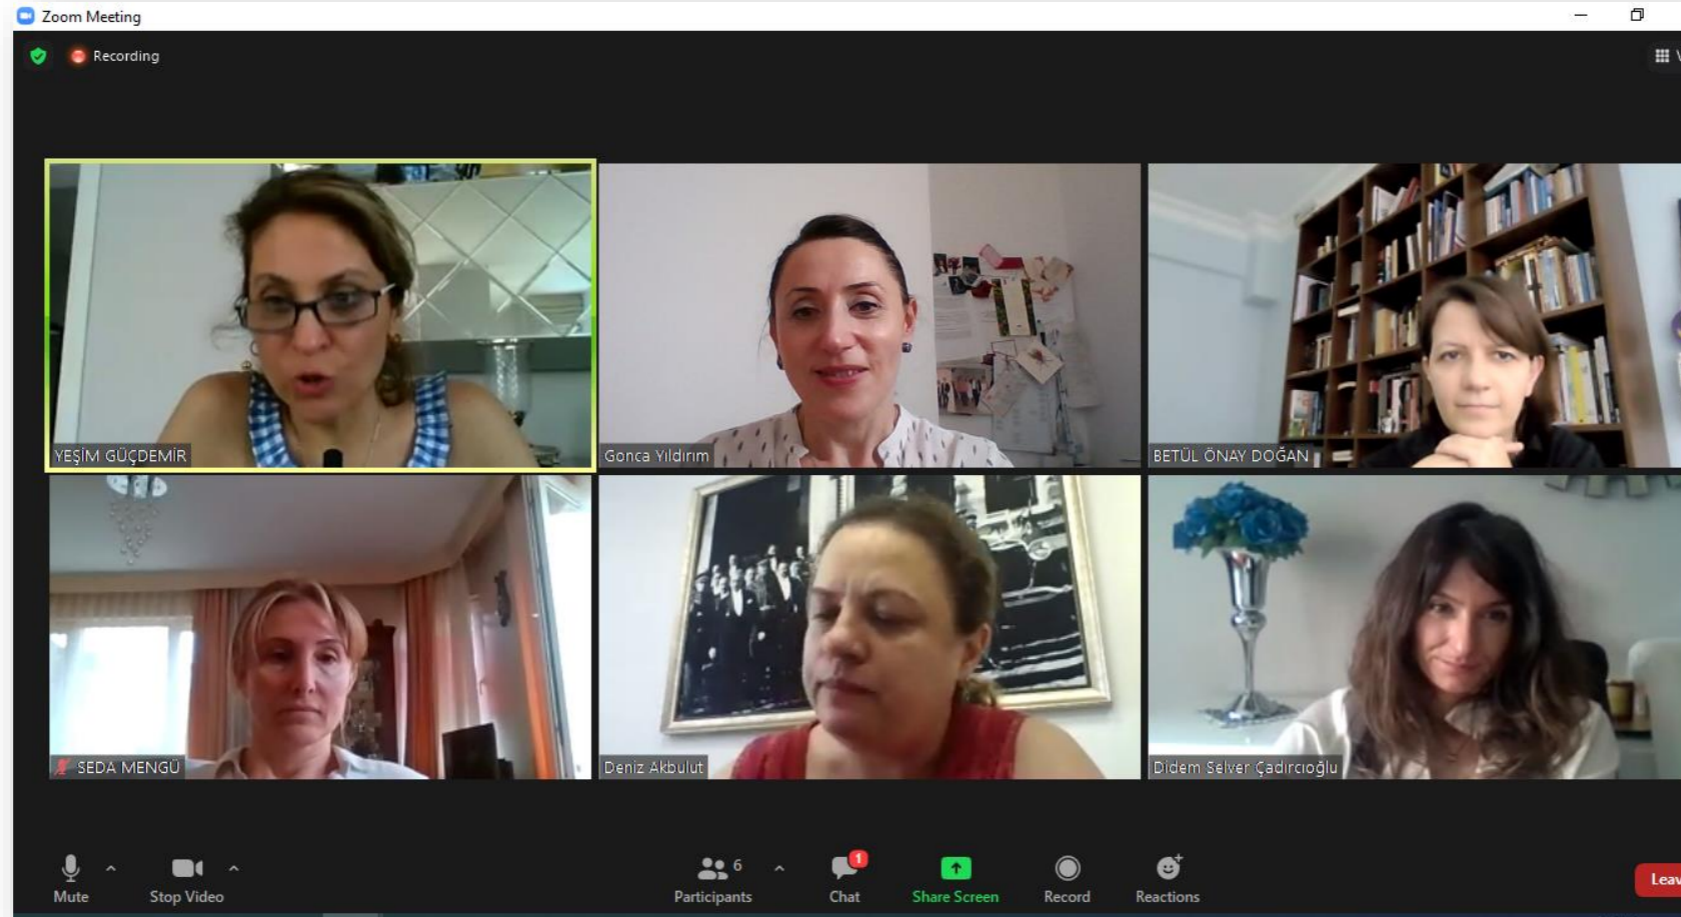 Zoom Meeting
Recording
YEŞİM GÜÇDEMİR
Gonca Yıldırım
BETÜL ÖNAY DOĞAN
SEDA MENGÜ
Deniz Akbulut
Didem Selver Çadırcıoğlu
6
1
Mute
Stop Video
Participants
Chat
Share Screen
Record
Reactions
Leav